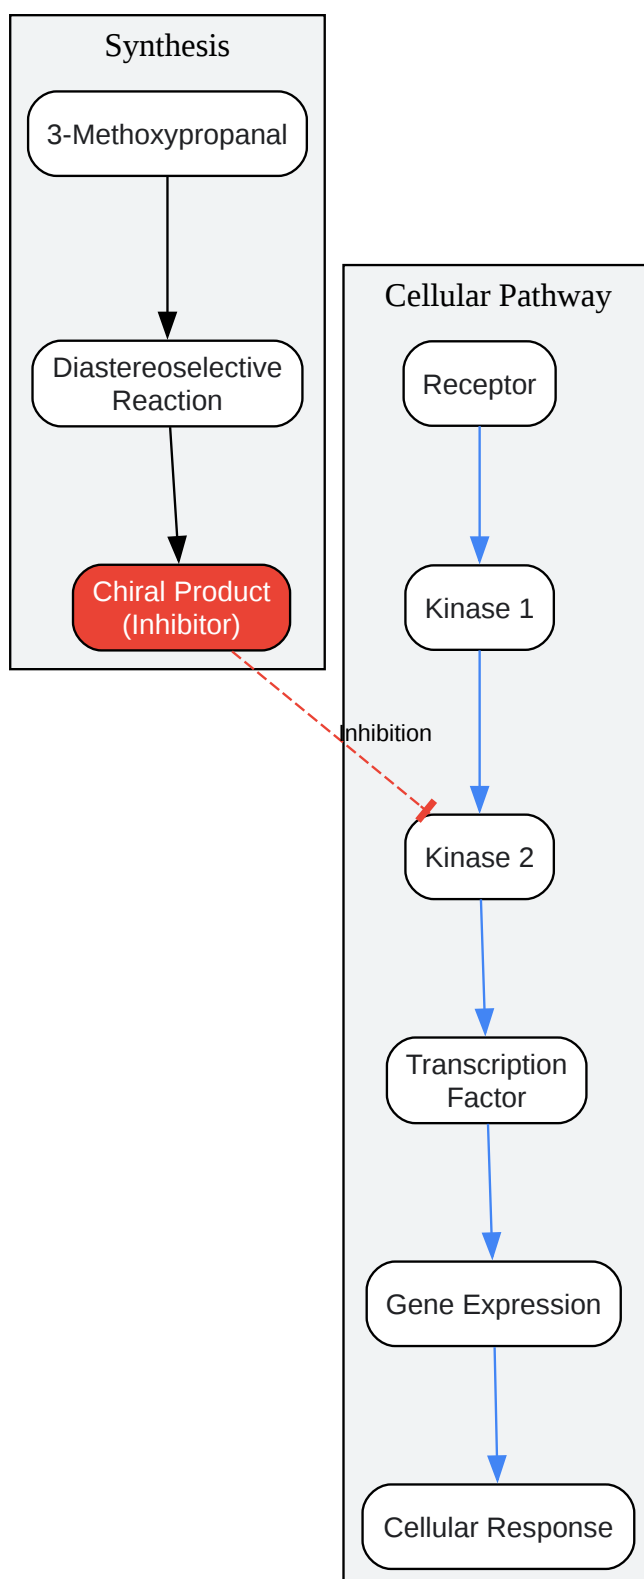 Synthesis
3-Methoxypropanal
Diastereoselective
Reaction
Chiral Product
(Inhibitor)
Inhibition
Cellular Pathway
Receptor
Kinase 1
Kinase 2
Transcription
Factor
Gene Expression
Cellular Response